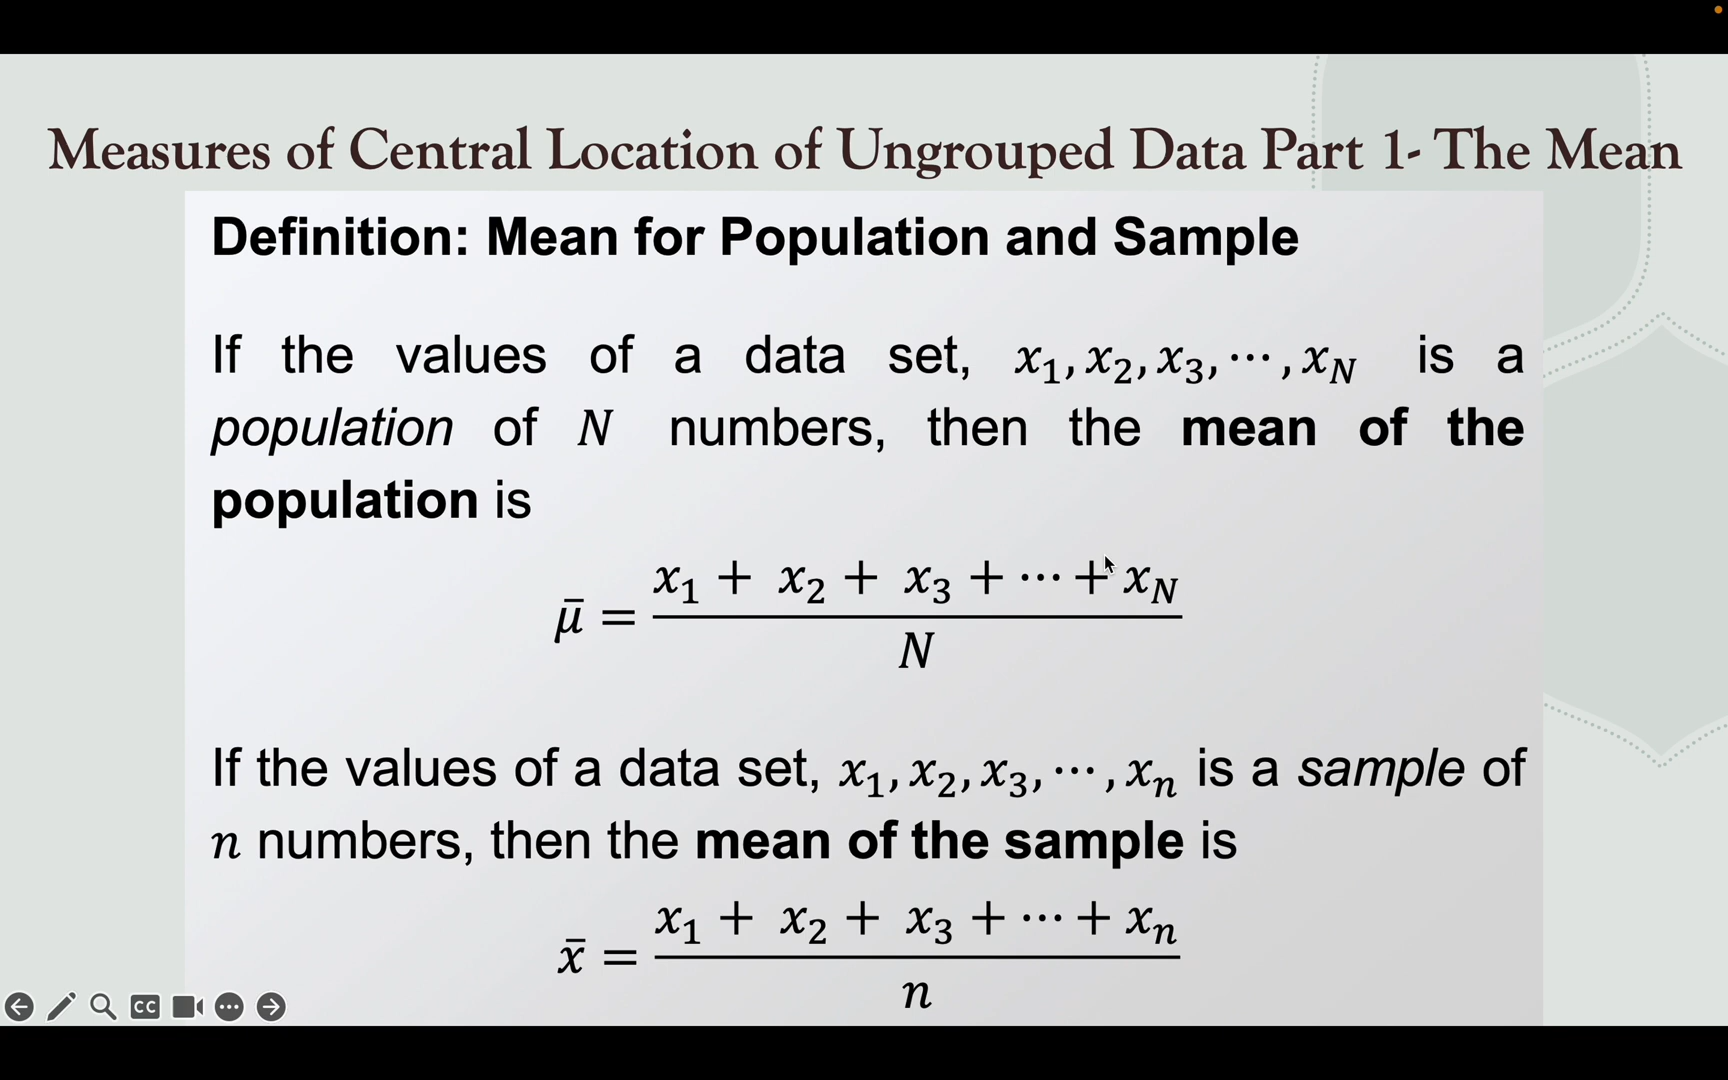 Measures of Central Location of Ungrouped Data Part 1- The Mean
Definition: Mean for Population and Sample
If the values of a data set, x₁, x₂, x₃, ⋯, x_N is a
population of N numbers, then the mean of the
population is
μ̄ = (x₁ + x₂ + x₃ + ⋯ + x_N) / N
If the values of a data set, x₁, x₂, x₃, ⋯, xₙ is a sample of
n numbers, then the mean of the sample is
x̄ = (x₁ + x₂ + x₃ + ⋯ + xₙ) / n
CC